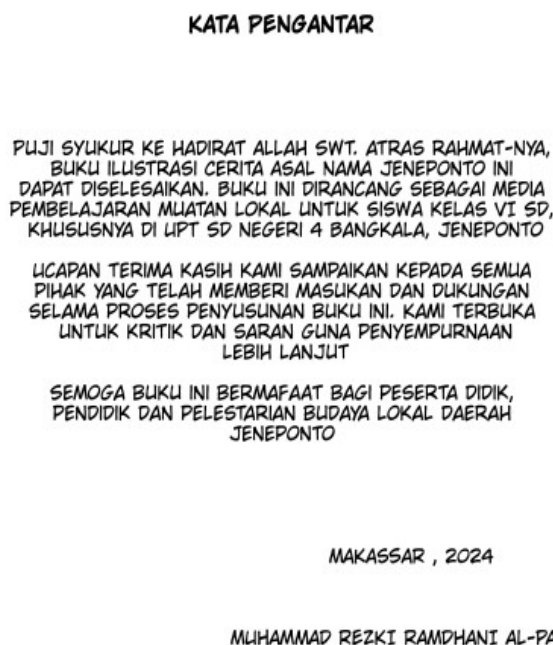 KATA PENGANTAR
PUJI SYUKUR KE HADIRAT ALLAH SWT. ATRAS RAHMAT-NYA,
BUKU ILUSTRASI CERITA ASAL NAMA JENEPONTO INI
DAPAT DISELESAIKAN. BUKU INI DIRANCANG SEBAGAI MEDIA
PEMBELAJARAN MUATAN LOKAL UNTUK SISWA KELAS VI SD,
KHUSUSNYA DI UPT SD NEGERI 4 BANGKALA, JENEPONTO
UCAPAN TERIMA KASIH KAMI SAMPAIKAN KEPADA SEMUA
PIHAK YANG TELAH MEMBERI MASUKAN DAN DUKUNGAN
SELAMA PROSES PENYUSUNAN BUKU INI. KAMI TERBUKA
UNTUK KRITIK DAN SARAN GUNA PENYEMPURNAAN
LEBIH LANJUT
SEMOGA BUKU INI BERMAFAAT BAGI PESERTA DIDIK,
PENDIDIK DAN PELESTARIAN BUDAYA LOKAL DAERAH
JENEPONTO
MAKASSAR , 2024
MUHAMMAD REZKI RAMDHANI AL-PA